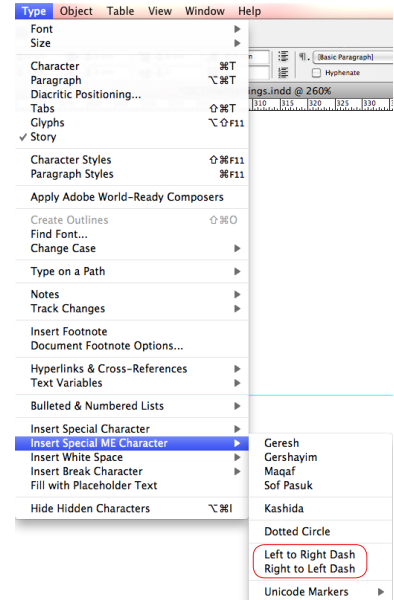 Type Object Table View Window Help
Font
Size
Character ⌘T
Paragraph ⌥⌘T
Diacritic Positioning...
Tabs ⇧⌘T
Glyphs ⌥⇧F11
✓ Story
Character Styles ⇧⌘F11
Paragraph Styles ⌘F11
Apply Adobe World-Ready Composers
Create Outlines ⇧⌘O
Find Font...
Change Case
Type on a Path
Notes
Track Changes
Insert Footnote
Document Footnote Options...
Hyperlinks & Cross-References
Text Variables
Bulleted & Numbered Lists
Insert Special Character
Insert Special ME Character
Insert White Space
Insert Break Character
Fill with Placeholder Text
Hide Hidden Characters ⌥⌘I
¶. [Basic Paragraph]
Hyphenate
ings.indd @ 260%
310 315 320 325 330
Geresh
Gershayim
Maqaf
Sof Pasuk
Kashida
Dotted Circle
Left to Right Dash
Right to Left Dash
Unicode Markers